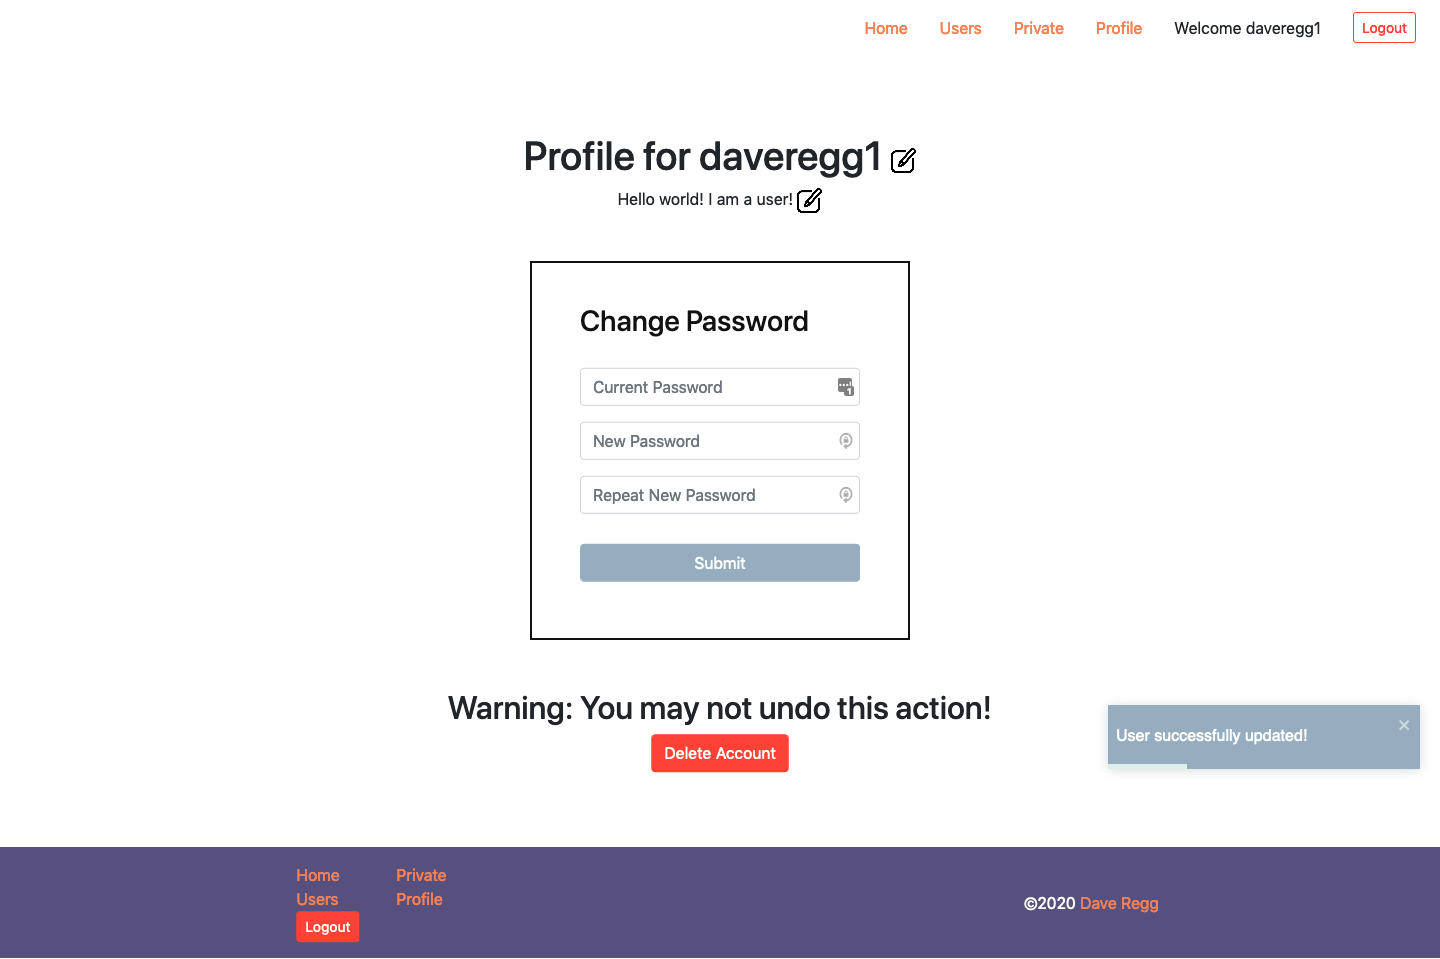 Home Users Private Profile Welcome daveregg1 Logout
Profile for daveregg1
Hello world! I am a user!
Change Password
Current Password
1
New Password
Repeat New Password
Submit
Warning: You may not undo this action!
Delete Account
User successfully updated!
Home Private
Users Profile
Logout
©2020 Dave Regg